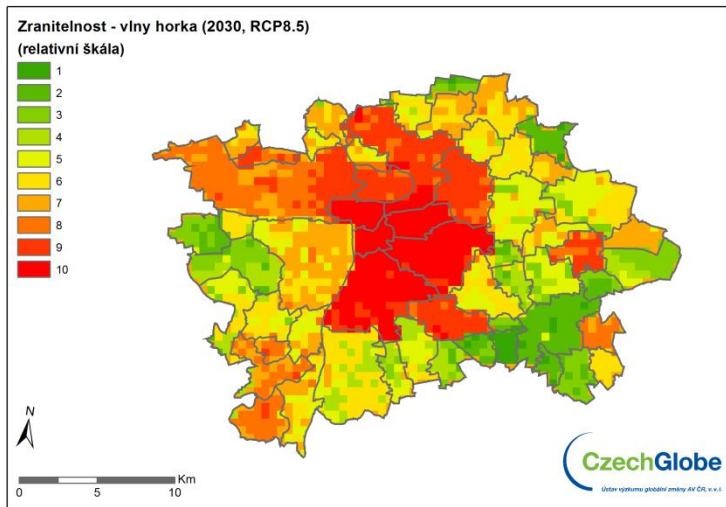 Zranitelnost - vlny horka (2030, RCP8.5)
(relativní škála)
1
2
3
4
5
6
7
8
9
10
N
Km
0 5 10
CzechGlobe
Ústav výzkumu globální změny AV ČR, v.v.i.